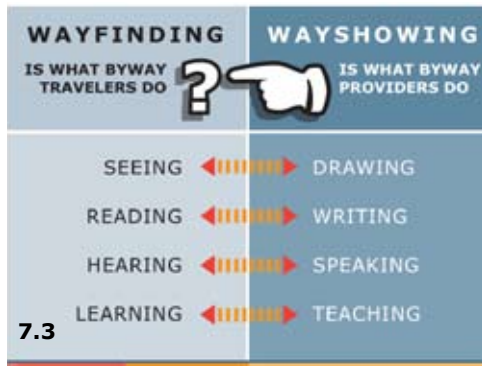 WAYFINDING
IS WHAT BYWAY
TRAVELERS DO
?
WAYSHOWING
IS WHAT BYWAY
PROVIDERS DO
SEEING DRAWING
READING WRITING
HEARING SPEAKING
LEARNING TEACHING
7.3